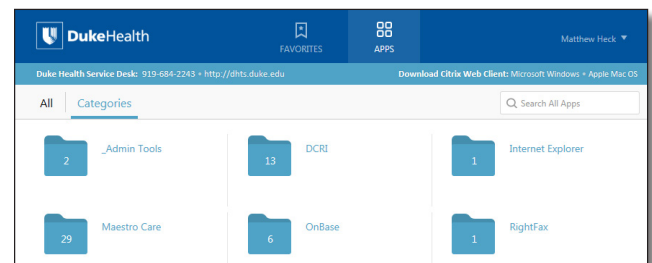 DukeHealth
FAVORITES
APPS
Matthew Heck ▼
Duke Health Service Desk: 919-684-2243 • http://dhts.duke.edu
Download Citrix Web Client: Microsoft Windows • Apple Mac OS
All
Categories
Search All Apps
2 _Admin Tools
13 DCRI
1 Internet Explorer
29 Maestro Care
6 OnBase
1 RightFax